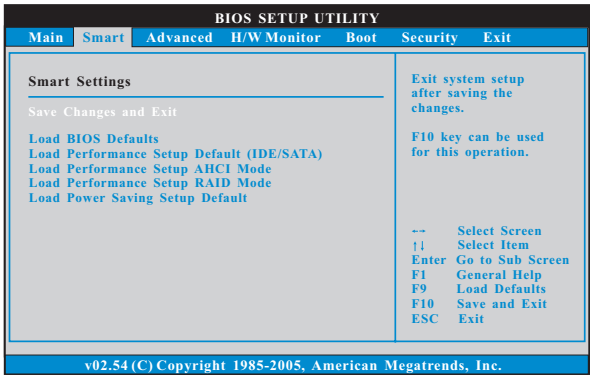 BIOS SETUP UTILITY
Main Smart Advanced H/W Monitor Boot Security Exit
Smart Settings
Save Changes and Exit
Load BIOS Defaults
Load Performance Setup Default (IDE/SATA)
Load Performance Setup AHCI Mode
Load Performance Setup RAID Mode
Load Power Saving Setup Default
Exit system setup
after saving the
changes.
F10 key can be used
for this operation.
←→ Select Screen
↑↓ Select Item
Enter Go to Sub Screen
F1 General Help
F9 Load Defaults
F10 Save and Exit
ESC Exit
v02.54 (C) Copyright 1985-2005, American Megatrends, Inc.